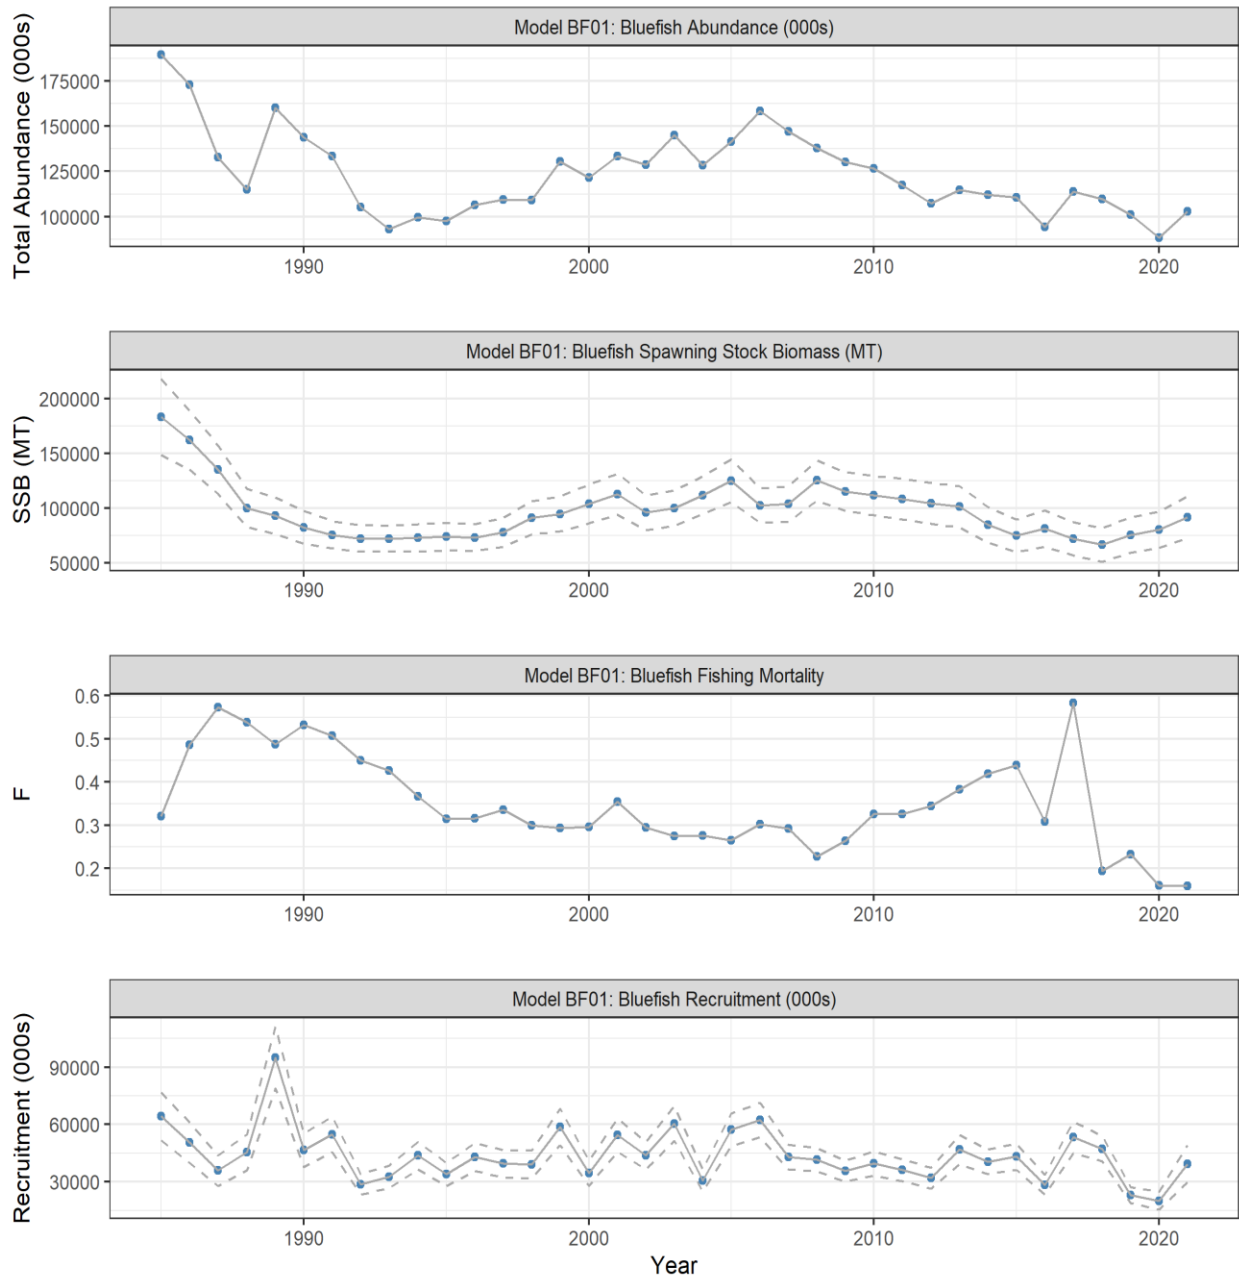 Model BF01: Bluefish Abundance (000s)
Total Abundance (000s)
175000
150000
125000
100000
1990 2000 2010 2020
Model BF01: Bluefish Spawning Stock Biomass (MT)
SSB (MT)
200000
150000
100000
50000
1990 2000 2010 2020
Model BF01: Bluefish Fishing Mortality
F
0.6
0.5
0.4
0.3
0.2
1990 2000 2010 2020
Model BF01: Bluefish Recruitment (000s)
Recruitment (000s)
90000
60000
30000
1990 2000 2010 2020
Year